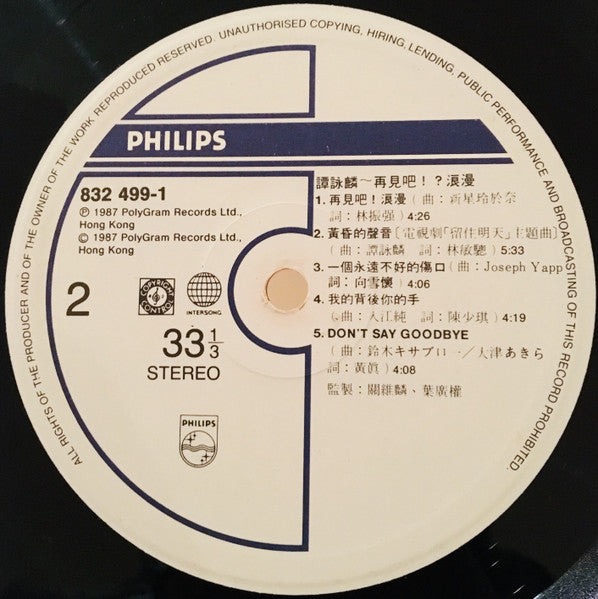 ALL RIGHTS OF THE PRODUCER AND OF THE OWNER OF THE WORK REPRODUCED RESERVED. UNAUTHORISED COPYING, HIRING, LENDING, PUBLIC PERFORMANCE AND BROADCASTING OF THIS RECORD PROHIBITED.
PHILIPS
832 499-1
℗ 1987 PolyGram Records Ltd.,
Hong Kong
© 1987 PolyGram Records Ltd.,
Hong Kong
2
COPYRIGHT
CONTROL
INTERSONG
33 1/3
STEREO
PHILIPS
譚詠麟～再見吧！？浪漫
1. 再見吧！浪漫（曲：新星玲於奈
詞：林振强）4:26
2. 黃昏的聲音〔電視劇「留住明天」主題曲〕
（曲：譚詠麟 詞：林敏驄）5:33
3. 一個永遠不好的傷口（曲：Joseph Yapp
詞：向雪懷）4:06
4. 我的背後你的手
（曲：入江純 詞：陳少琪）4:19
5. DON'T SAY GOODBYE
（曲：鈴木キサブロー／大津あきら
詞：黃眞）4:08
監製：關維麟、葉廣權